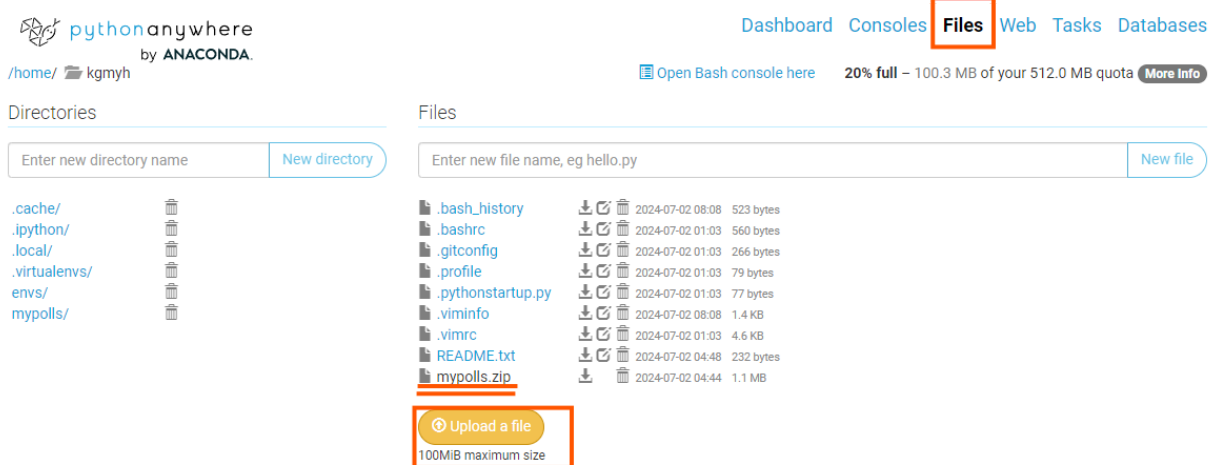 pythonanywhere
by ANACONDA.
Dashboard Consoles Files Web Tasks Databases
/home/ kgmyh
Open Bash console here 20% full – 100.3 MB of your 512.0 MB quota More Info
Directories
Enter new directory name New directory
.cache/
.ipython/
.local/
.virtualenvs/
envs/
mypolls/
Files
Enter new file name, eg hello.py New file
.bash_history 2024-07-02 08:08 523 bytes
.bashrc 2024-07-02 01:03 560 bytes
.gitconfig 2024-07-02 01:03 266 bytes
.profile 2024-07-02 01:03 79 bytes
.pythonstartup.py 2024-07-02 01:03 77 bytes
.viminfo 2024-07-02 08:08 1.4 KB
.vimrc 2024-07-02 01:03 4.6 KB
README.txt 2024-07-02 04:48 232 bytes
mypolls.zip 2024-07-02 04:44 1.1 MB
Upload a file
100MiB maximum size